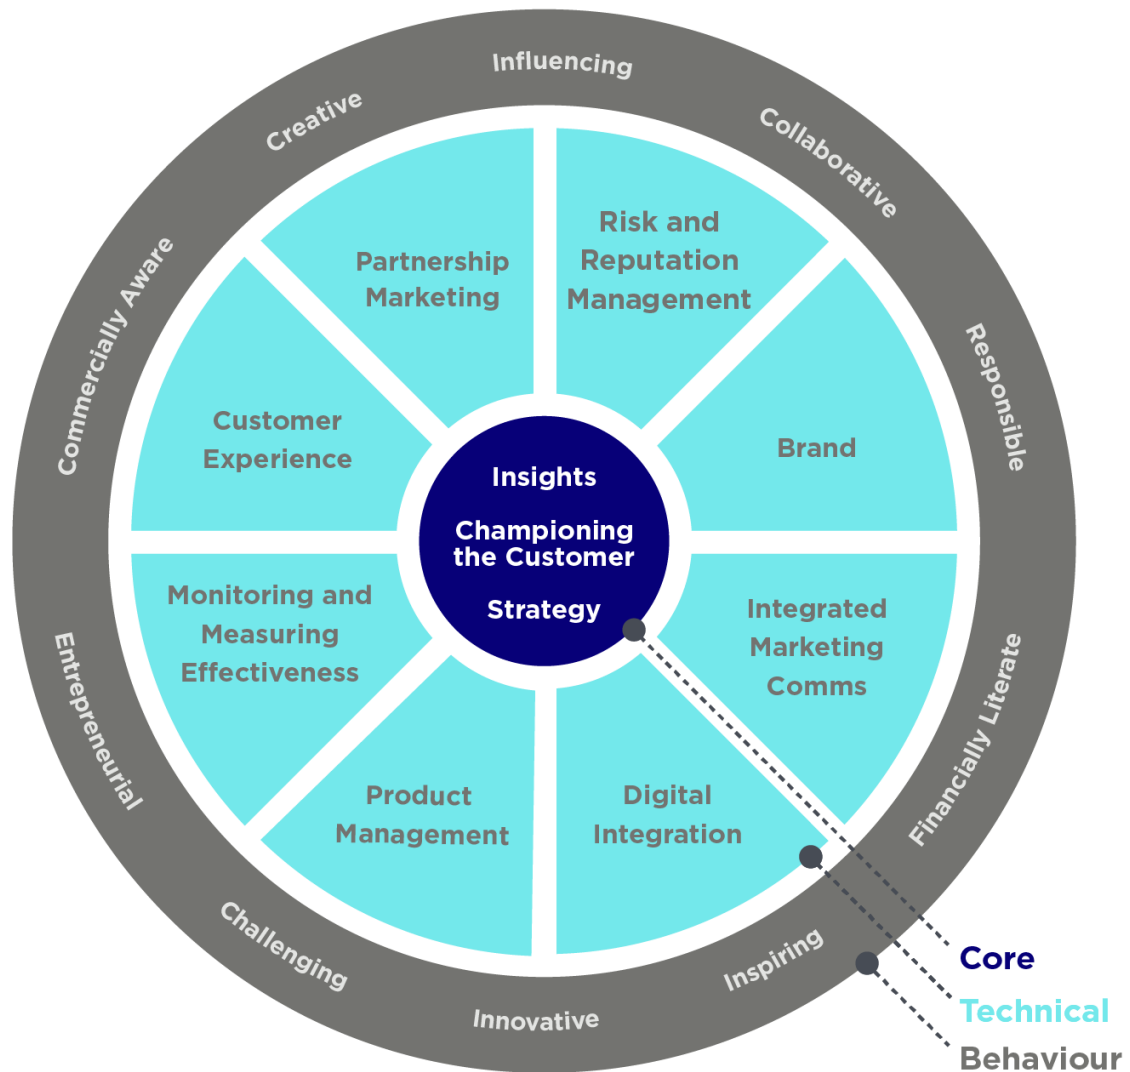 Influencing
Collaborative
Responsible
Financially Literate
Inspiring
Innovative
Challenging
Entrepreneurial
Commercially Aware
Creative
Partnership
Marketing
Risk and
Reputation
Management
Brand
Integrated
Marketing
Comms
Digital
Integration
Product
Management
Monitoring and
Measuring
Effectiveness
Customer
Experience
Insights
Championing
the Customer
Strategy
Core
Technical
Behaviour